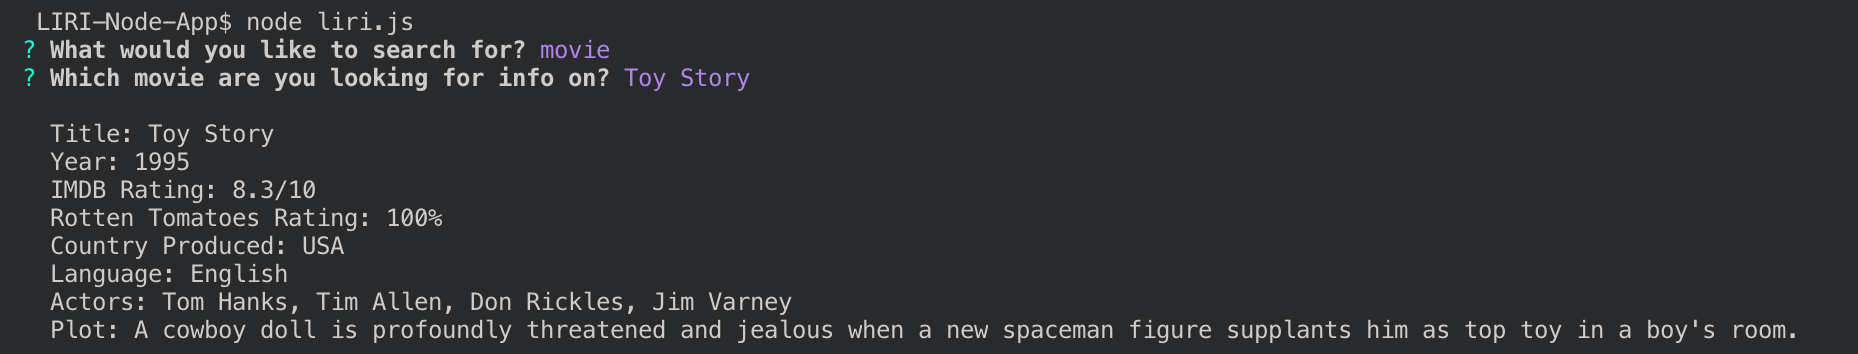 LIRI-Node-App$ node liri.js
? What would you like to search for? movie
? Which movie are you looking for info on? Toy Story
Title: Toy Story
Year: 1995
IMDB Rating: 8.3/10
Rotten Tomatoes Rating: 100%
Country Produced: USA
Language: English
Actors: Tom Hanks, Tim Allen, Don Rickles, Jim Varney
Plot: A cowboy doll is profoundly threatened and jealous when a new spaceman figure supplants him as top toy in a boy's room.